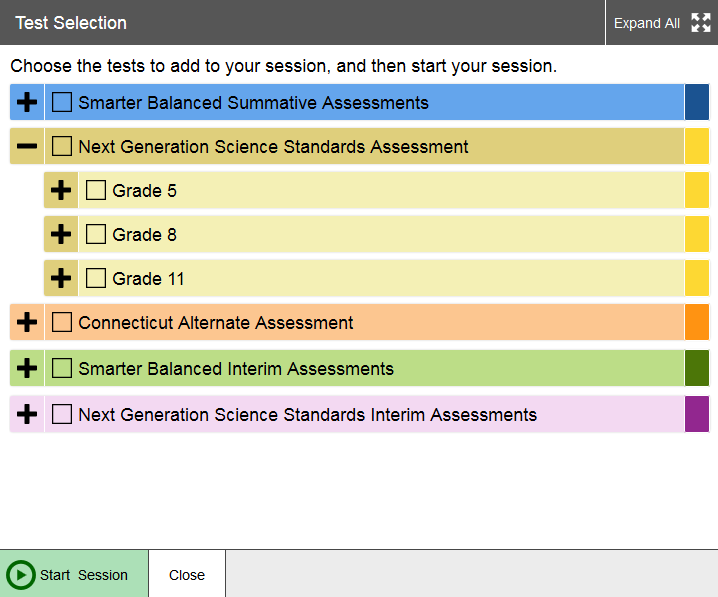 Test Selection
Expand All
Choose the tests to add to your session, and then start your session.
Smarter Balanced Summative Assessments
Next Generation Science Standards Assessment
Grade 5
Grade 8
Grade 11
Connecticut Alternate Assessment
Smarter Balanced Interim Assessments
Next Generation Science Standards Interim Assessments
Start Session
Close